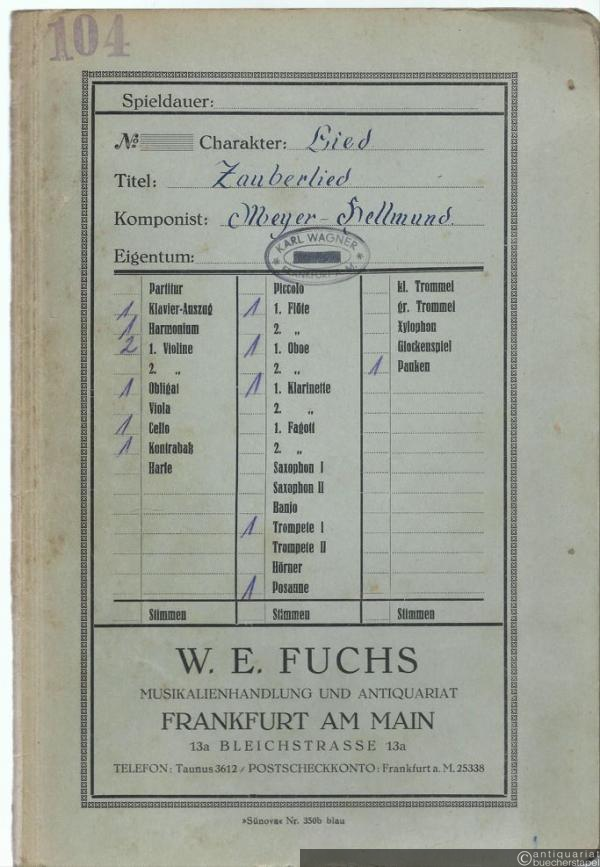 104
Spieldauer:
№ Charakter: Lied
Titel: Zauberlied
Komponist: Meyer-Hellmund.
Eigentum:
KARL WAGNER
FRANKFURT A. M.
Partitur
1 Klavier-Auszug
1 Harmonium
2 1. Violine
2. „
1 Obligat
Viola
1 Cello
1 Kontrabaß
Harfe
Stimmen
Piccolo
1 1. Flöte
2. „
1 1. Oboe
2. „
1 1. Klarinette
2. „
1. Fagott
2. „
Saxophon I
Saxophon II
Banjo
1 Trompete I
Trompete II
Hörner
1 Posaune
Stimmen
kl. Trommel
gr. Trommel
Xylophon
Glockenspiel
1 Pauken
Stimmen
W. E. FUCHS
MUSIKALIENHANDLUNG UND ANTIQUARIAT
FRANKFURT AM MAIN
13a BLEICHSTRASSE 13a
TELEFON: Taunus 3612 / POSTSCHECKKONTO: Frankfurt a. M. 25338
»Sünova« Nr. 350b blau
antiquariat
buecherstapel